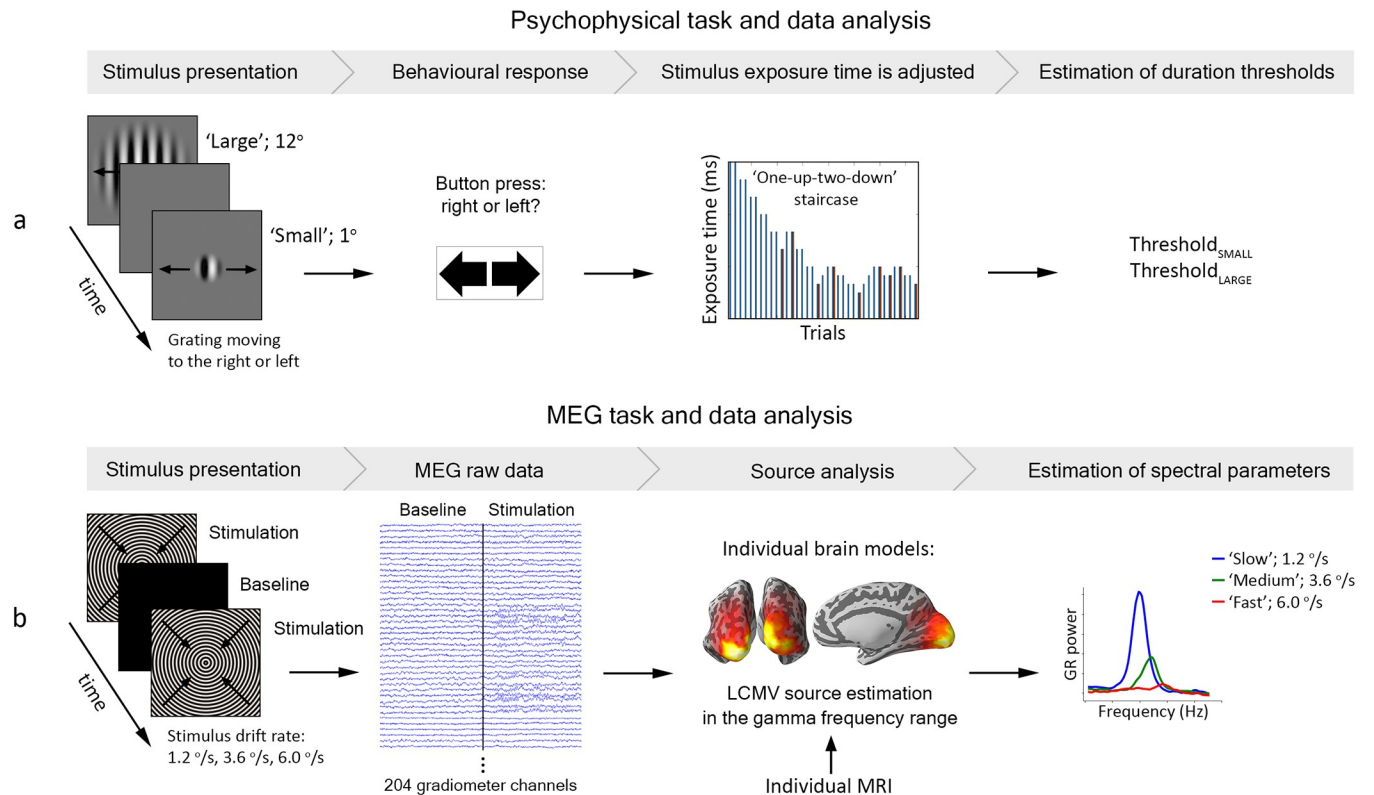 Psychophysical task and data analysis
Stimulus presentation
Behavioural response
Stimulus exposure time is adjusted
Estimation of duration thresholds
a
‘Large’; 12°
‘Small’; 1°
time
Grating moving
to the right or left
Button press:
right or left?
Exposure time (ms)
‘One-up-two-down’
staircase
Trials
Threshold SMALL
Threshold LARGE
MEG task and data analysis
Stimulus presentation
MEG raw data
Source analysis
Estimation of spectral parameters
b
Stimulation
Baseline
Stimulation
time
Stimulus drift rate:
1.2 °/s, 3.6 °/s, 6.0 °/s
Baseline
Stimulation
204 gradiometer channels
Individual brain models:
LCMV source estimation
in the gamma frequency range
Individual MRI
‘Slow’; 1.2 °/s
‘Medium’; 3.6 °/s
‘Fast’; 6.0 °/s
GR power
Frequency (Hz)